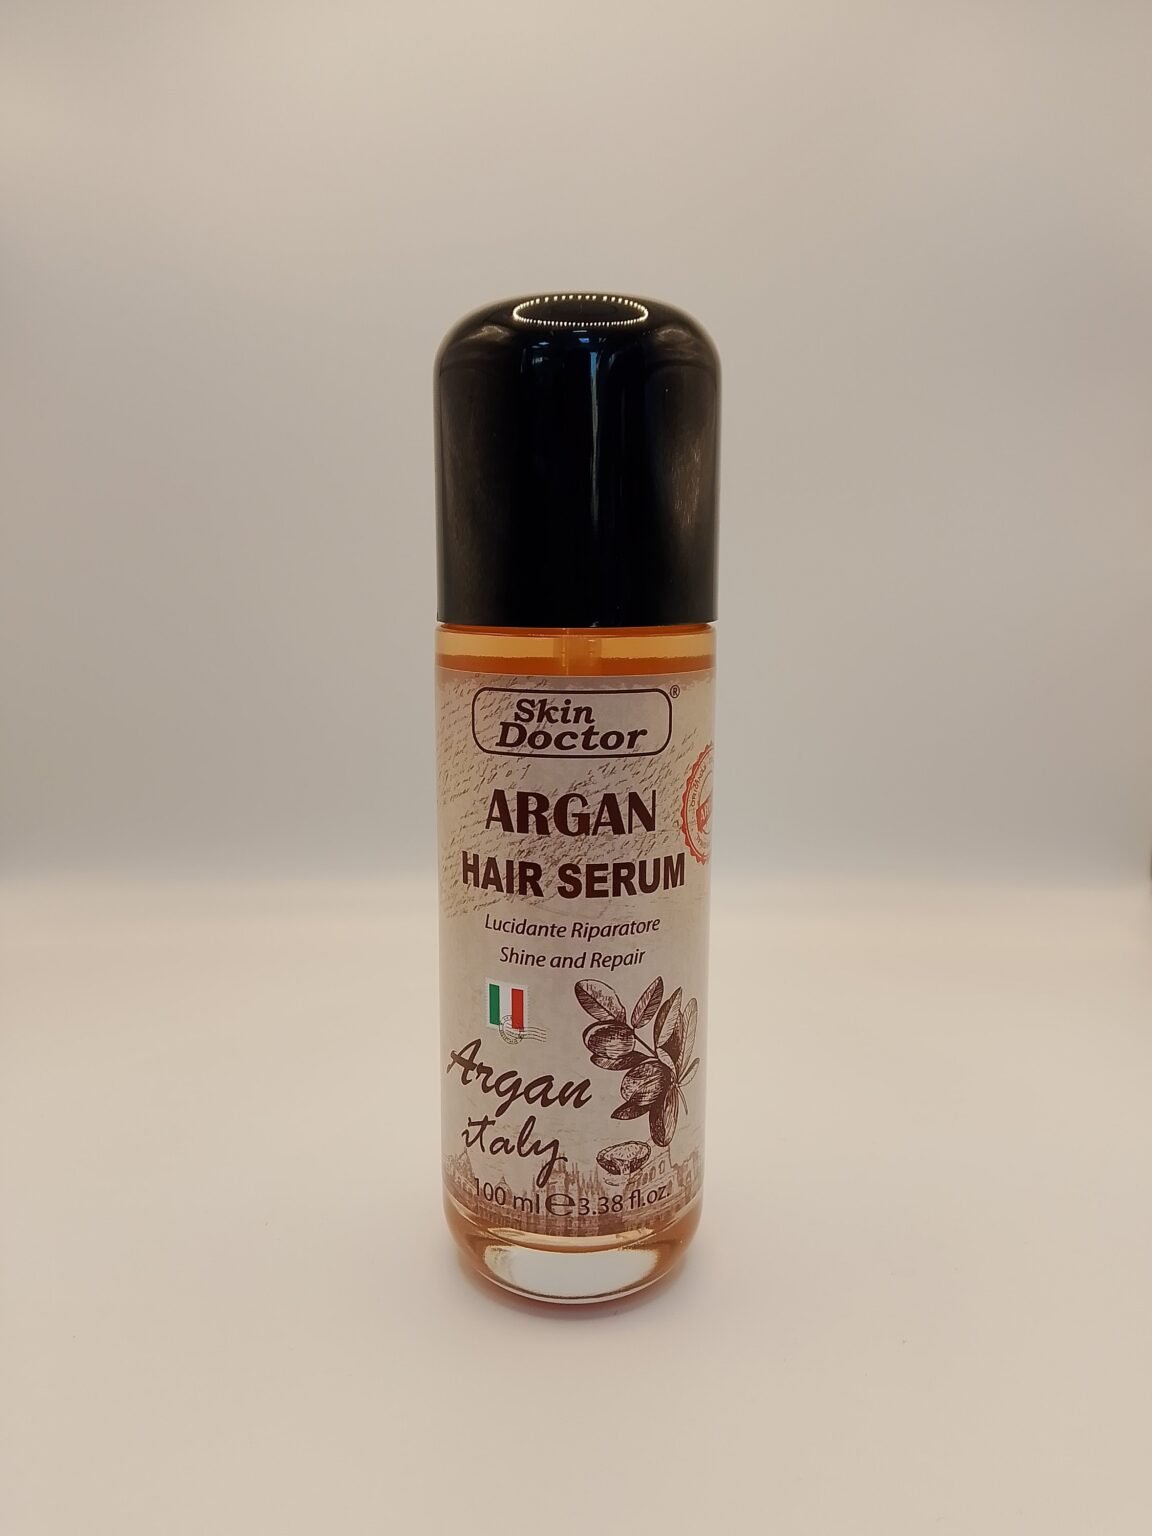 Skin
Doctor ®
ARGAN
HAIR SERUM
Lucidante Riparatore
Shine and Repair
Argan
italy
100 ml ℮ 3.38 fl.oz.